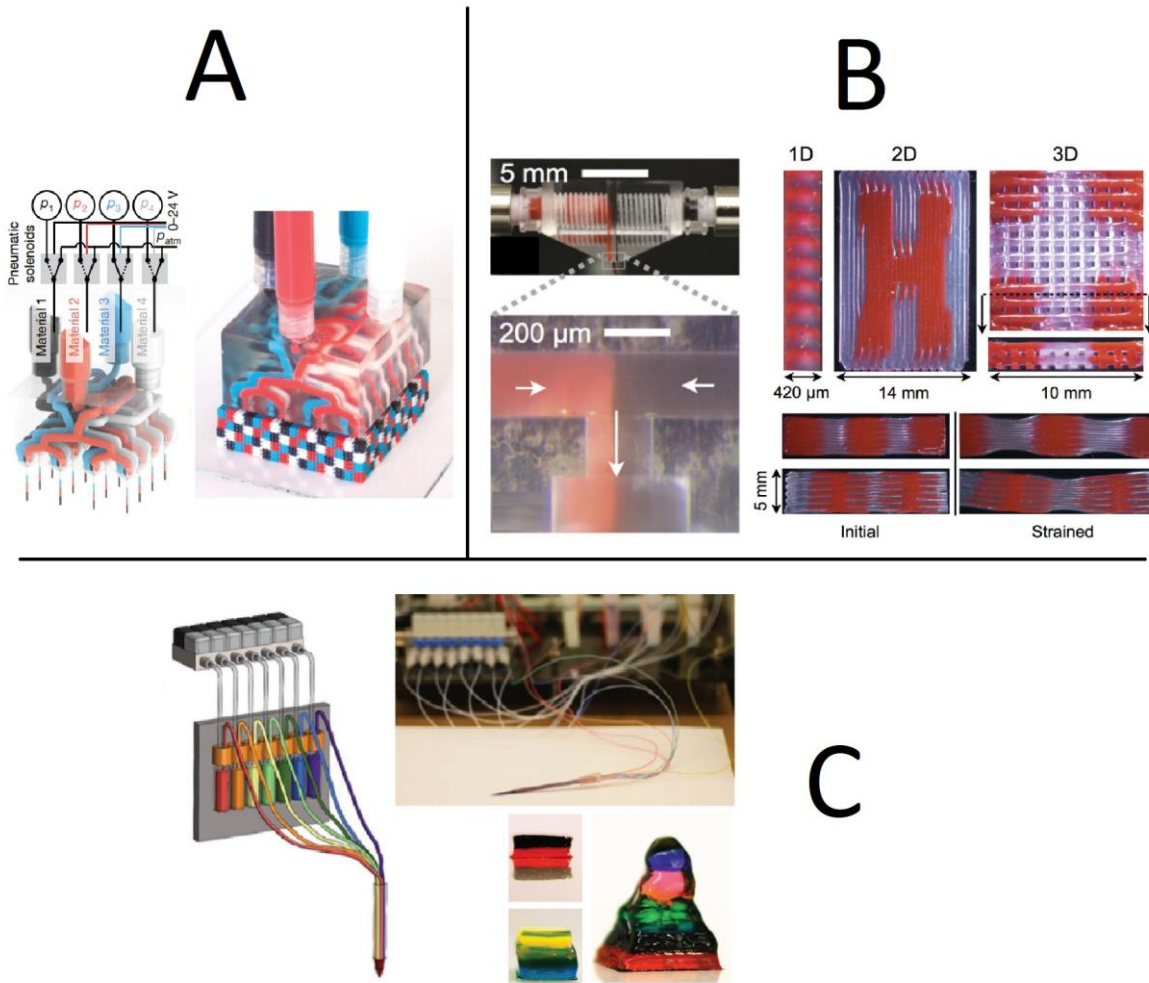 A
p1
p2
p3
p4
0–24 V
patm
Pneumatic
solenoids
Material 1
Material 2
Material 3
Material 4
B
5 mm
200 µm
1D
2D
3D
420 µm
14 mm
10 mm
5 mm
Initial
Strained
C